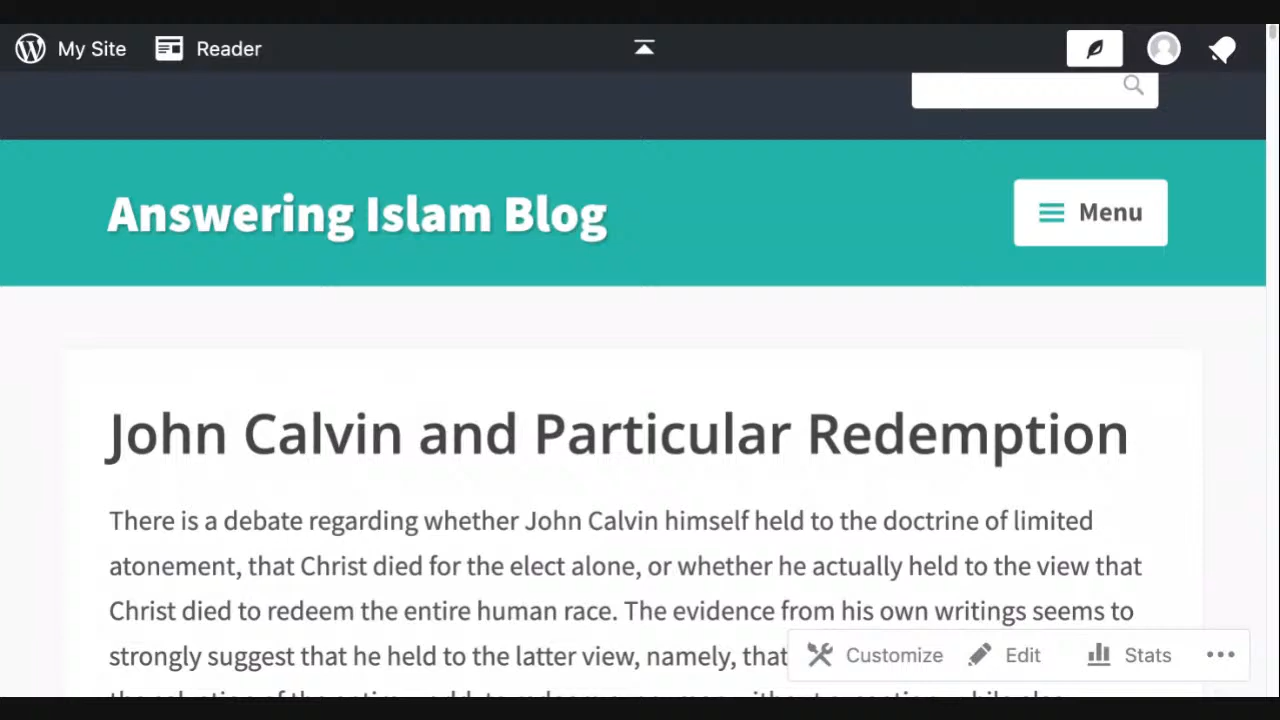 My Site
Reader
Answering Islam Blog
Menu
John Calvin and Particular Redemption
There is a debate regarding whether John Calvin himself held to the doctrine of limited
atonement, that Christ died for the elect alone, or whether he actually held to the view that
Christ died to redeem the entire human race. The evidence from his own writings seems to
strongly suggest that he held to the latter view, namely, that
Customize
Edit
Stats